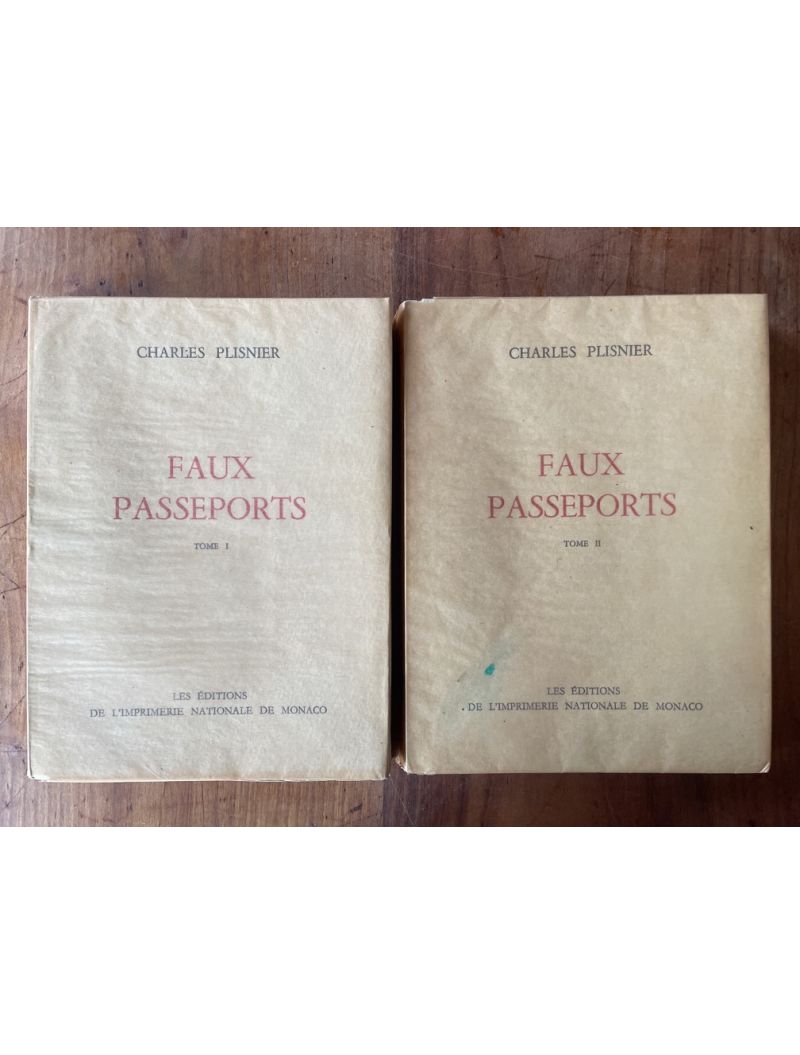 CHARLES PLISNIER
FAUX
PASSEPORTS
TOME I
LES ÉDITIONS
DE L'IMPRIMERIE NATIONALE DE MONACO
CHARLES PLISNIER
FAUX
PASSEPORTS
TOME II
LES ÉDITIONS
DE L'IMPRIMERIE NATIONALE DE MONACO